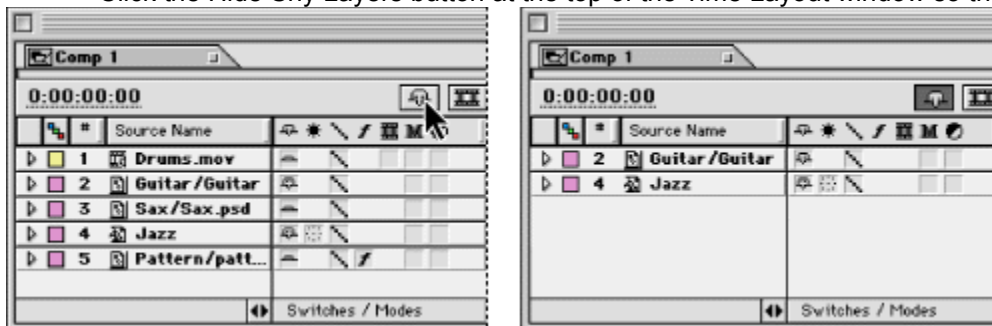 Click the Hide Shy Layers button at the top of the Time Layout window so th
Comp 1
0:00:00:00
# Source Name M
1 Drums.mov
2 Guitar/Guitar
3 Sax/Sax.psd
4 Jazz
5 Pattern/patt...
Switches / Modes
Comp 1
0:00:00:00
# Source Name M
2 Guitar/Guitar
4 Jazz
Switches / Modes